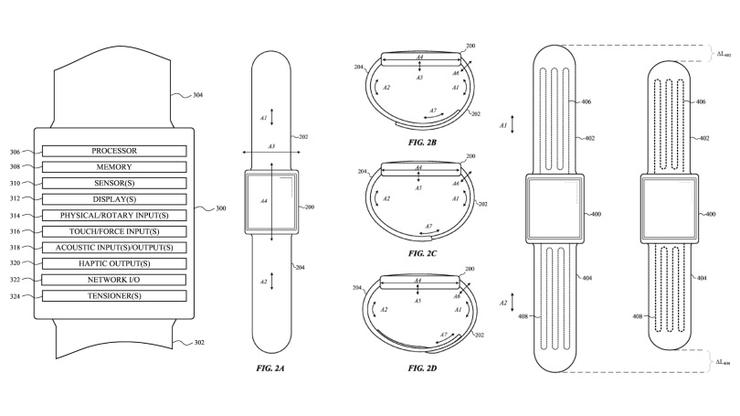 304
306
PROCESSOR
308
MEMORY
310
SENSOR(S)
312
DISPLAY(S)
300
314
PHYSICAL/ROTARY INPUT(S)
316
TOUCH/FORCE INPUT(S)
318
ACOUSTIC INPUT(S)/OUTPUT(S)
320
HAPTIC OUTPUT(S)
322
NETWORK I/O
324
TENSIONER(S)
302
A1
202
A3
A4
200
A2
204
FIG. 2A
200
A4
204
A5
A6
A2
A1
A7
202
FIG. 2B
200
204
A4
A5
A6
A2
A1
202
A7
FIG. 2C
200
204
A4
A5
A6
A2
A1
A7
202
FIG. 2D
A1
406
402
400
404
A2
408
ΔL402
406
402
400
404
408